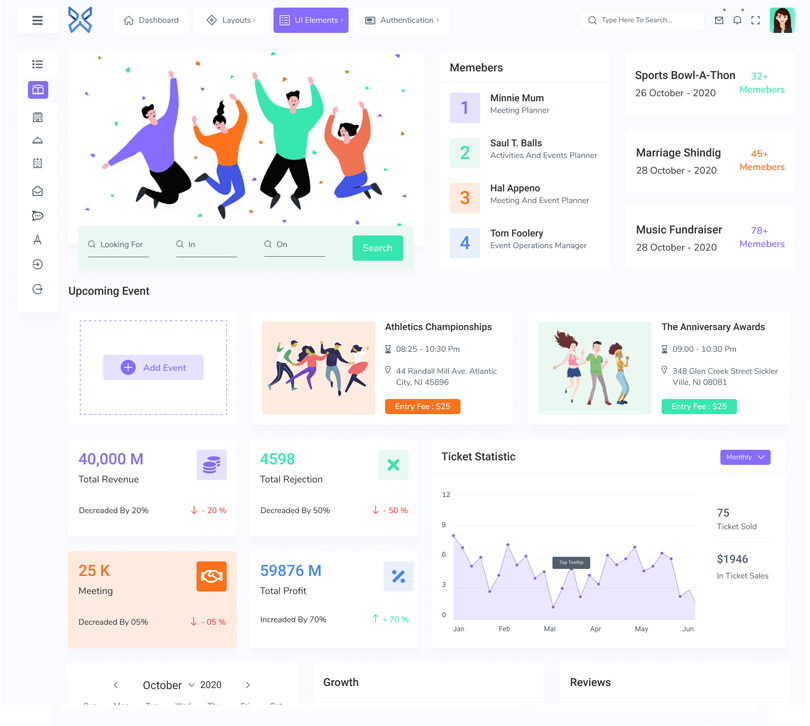 Dashboard
Layouts
UI Elements
Authentication
Type Here To Search...
Looking For
In
On
Search
Memebers
1
Minnie Mum
Meeting Planner
2
Saul T. Balls
Activities And Events Planner
3
Hal Appeno
Meeting And Event Planner
4
Tom Foolery
Event Operations Manager
Sports Bowl-A-Thon
26 October - 2020
32+
Memebers
Marriage Shindig
28 October - 2020
45+
Memebers
Music Fundraiser
28 October - 2020
78+
Memebers
Upcoming Event
Add Event
Athletics Championships
08:25 - 10:30 Pm
44 Randall Mill Ave. Atlantic
City, NJ 45896
Entry Fee : $25
The Anniversary Awards
09:00 - 10:30 Pm
348 Glen Creek Street Sickler
Ville, NJ 08081
Entry Fee : $25
40,000 M
Total Revenue
Decreaded By 20%
- 20 %
4598
Total Rejection
Decreaded By 50%
- 50 %
25 K
Meeting
Decreaded By 05%
- 05 %
59876 M
Total Profit
Increaded By 70%
+ 70 %
Ticket Statistic
Monthly
12
9
6
3
0
Top Tooltip
Jan
Feb
Mar
Apr
May
Jun
75
Ticket Sold
$1946
In Ticket Sales
October
2020
Growth
Reviews